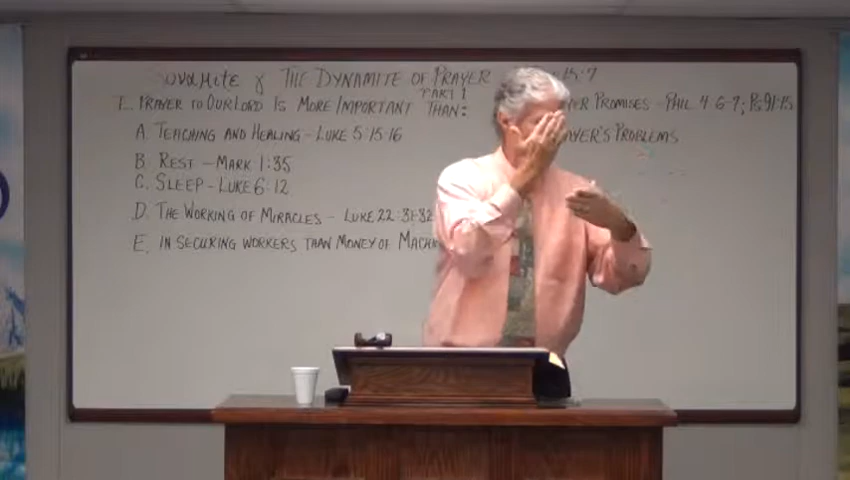 THE DYNAMITE OF PRAYER 15:7
PART 1
I. PRAYER TO OUR LORD IS MORE IMPORTANT THAN:
A. TEACHING AND HEALING - LUKE 5:15-16
B. REST - MARK 1:35
C. SLEEP - LUKE 6:12
D. THE WORKING OF MIRACLES - LUKE 22:31-32
E. IN SECURING WORKERS THAN MONEY OF
PROMISES - PHIL 4:6-7; PS 91:15
PROBLEMS